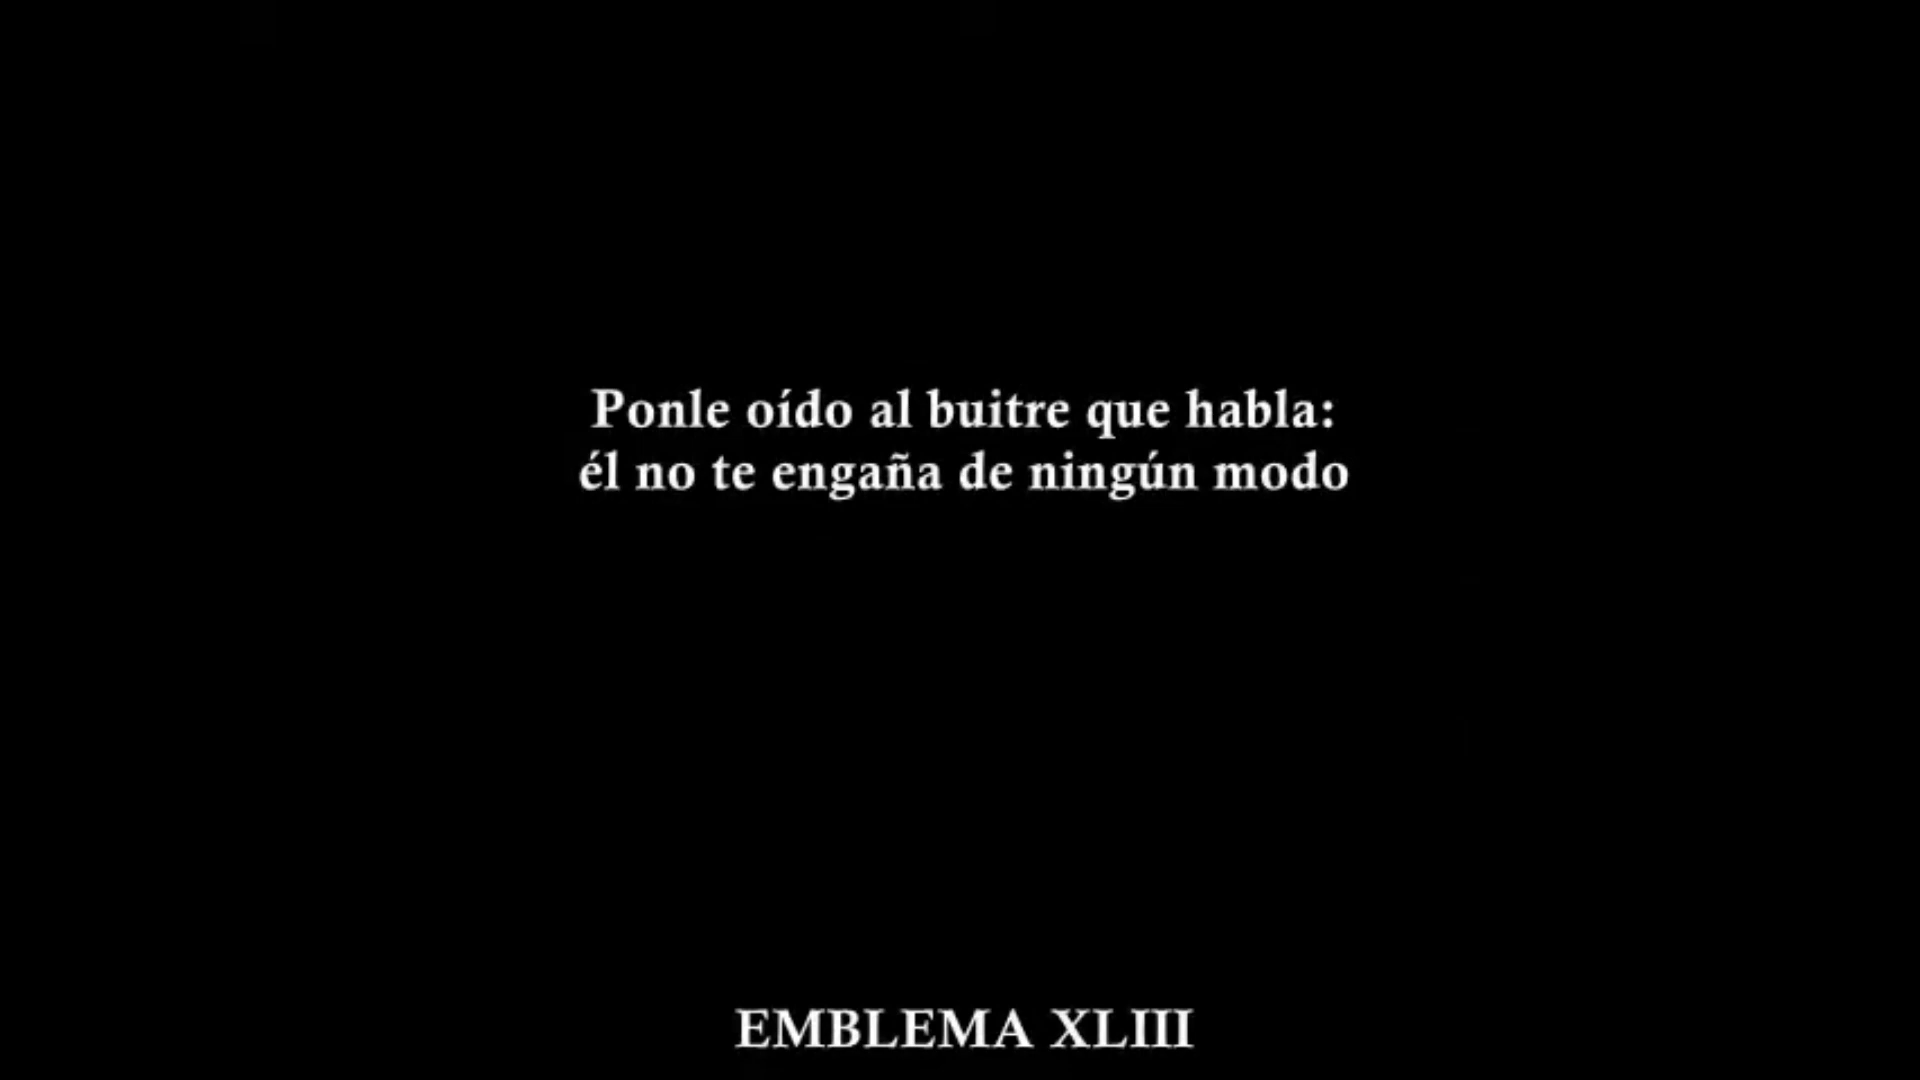 Ponle oído al buitre que habla:
él no te engaña de ningún modo
EMBLEMA XLIII